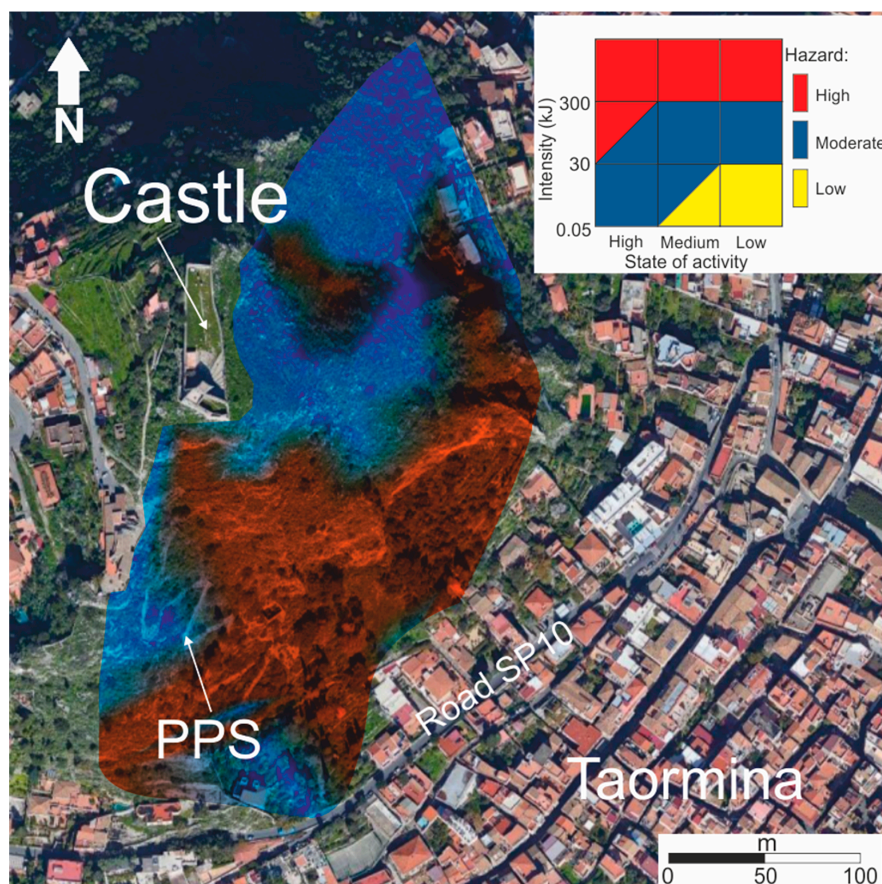 N
Castle
PPS
Road SP10
Taormina
Hazard:
High
Moderate
Low
Intensity (kJ)
300
30
0.05
High Medium Low
State of activity
m
0 50 100